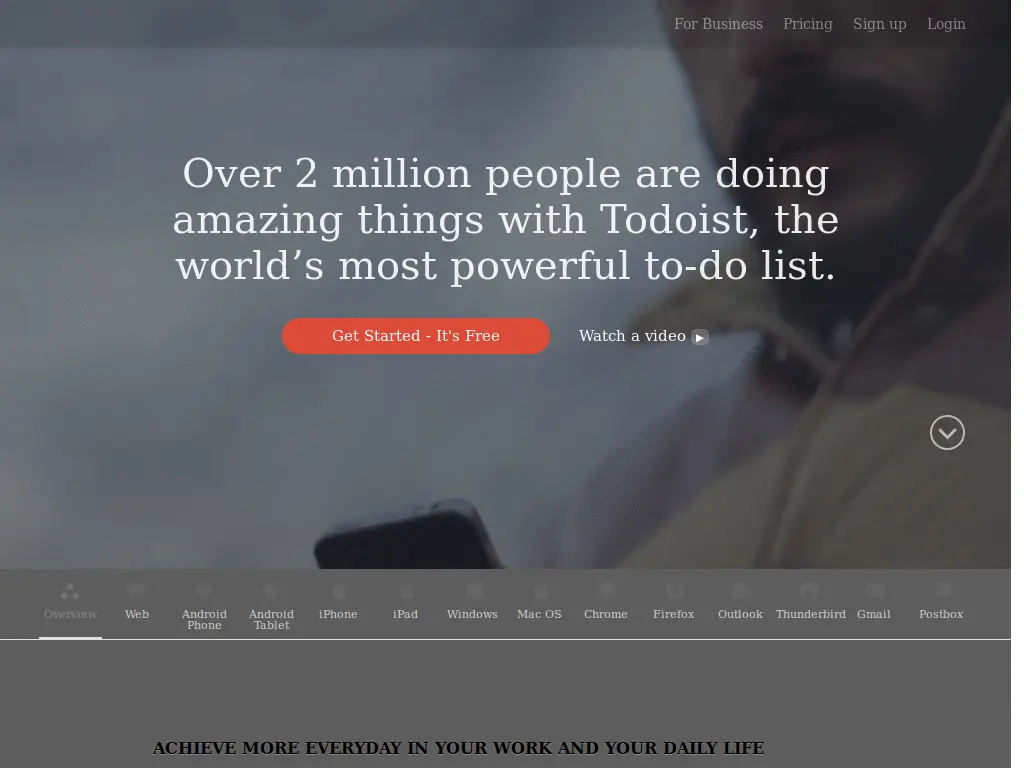 For Business Pricing Sign up Login
Over 2 million people are doing
amazing things with Todoist, the
world’s most powerful to-do list.
Get Started - It's Free Watch a video
Overview Web Android Phone Android Tablet iPhone iPad Windows Mac OS Chrome Firefox Outlook Thunderbird Gmail Postbox
ACHIEVE MORE EVERYDAY IN YOUR WORK AND YOUR DAILY LIFE